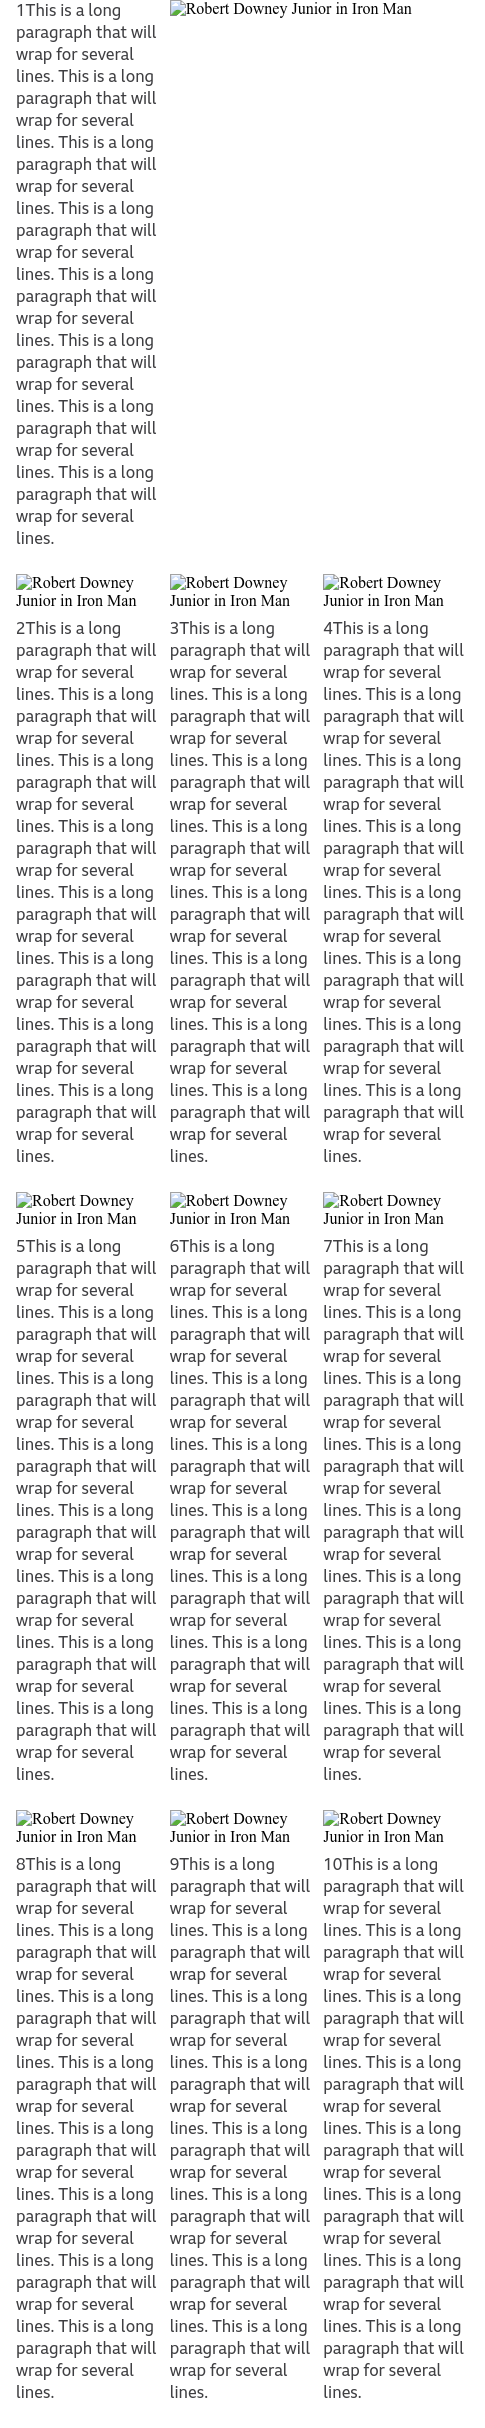 1This is a long
paragraph that will
wrap for several
lines. This is a long
paragraph that will
wrap for several
lines. This is a long
paragraph that will
wrap for several
lines. This is a long
paragraph that will
wrap for several
lines. This is a long
paragraph that will
wrap for several
lines. This is a long
paragraph that will
wrap for several
lines. This is a long
paragraph that will
wrap for several
lines. This is a long
paragraph that will
wrap for several
lines.
Robert Downey Junior in Iron Man
Robert Downey
Junior in Iron Man
2This is a long
paragraph that will
wrap for several
lines. This is a long
paragraph that will
wrap for several
lines. This is a long
paragraph that will
wrap for several
lines. This is a long
paragraph that will
wrap for several
lines. This is a long
paragraph that will
wrap for several
lines. This is a long
paragraph that will
wrap for several
lines. This is a long
paragraph that will
wrap for several
lines. This is a long
paragraph that will
wrap for several
lines.
Robert Downey
Junior in Iron Man
3This is a long
paragraph that will
wrap for several
lines. This is a long
paragraph that will
wrap for several
lines. This is a long
paragraph that will
wrap for several
lines. This is a long
paragraph that will
wrap for several
lines. This is a long
paragraph that will
wrap for several
lines. This is a long
paragraph that will
wrap for several
lines. This is a long
paragraph that will
wrap for several
lines. This is a long
paragraph that will
wrap for several
lines.
Robert Downey
Junior in Iron Man
4This is a long
paragraph that will
wrap for several
lines. This is a long
paragraph that will
wrap for several
lines. This is a long
paragraph that will
wrap for several
lines. This is a long
paragraph that will
wrap for several
lines. This is a long
paragraph that will
wrap for several
lines. This is a long
paragraph that will
wrap for several
lines. This is a long
paragraph that will
wrap for several
lines. This is a long
paragraph that will
wrap for several
lines.
Robert Downey
Junior in Iron Man
5This is a long
paragraph that will
wrap for several
lines. This is a long
paragraph that will
wrap for several
lines. This is a long
paragraph that will
wrap for several
lines. This is a long
paragraph that will
wrap for several
lines. This is a long
paragraph that will
wrap for several
lines. This is a long
paragraph that will
wrap for several
lines. This is a long
paragraph that will
wrap for several
lines. This is a long
paragraph that will
wrap for several
lines.
Robert Downey
Junior in Iron Man
6This is a long
paragraph that will
wrap for several
lines. This is a long
paragraph that will
wrap for several
lines. This is a long
paragraph that will
wrap for several
lines. This is a long
paragraph that will
wrap for several
lines. This is a long
paragraph that will
wrap for several
lines. This is a long
paragraph that will
wrap for several
lines. This is a long
paragraph that will
wrap for several
lines. This is a long
paragraph that will
wrap for several
lines.
Robert Downey
Junior in Iron Man
7This is a long
paragraph that will
wrap for several
lines. This is a long
paragraph that will
wrap for several
lines. This is a long
paragraph that will
wrap for several
lines. This is a long
paragraph that will
wrap for several
lines. This is a long
paragraph that will
wrap for several
lines. This is a long
paragraph that will
wrap for several
lines. This is a long
paragraph that will
wrap for several
lines. This is a long
paragraph that will
wrap for several
lines.
Robert Downey
Junior in Iron Man
8This is a long
paragraph that will
wrap for several
lines. This is a long
paragraph that will
wrap for several
lines. This is a long
paragraph that will
wrap for several
lines. This is a long
paragraph that will
wrap for several
lines. This is a long
paragraph that will
wrap for several
lines. This is a long
paragraph that will
wrap for several
lines. This is a long
paragraph that will
wrap for several
lines. This is a long
paragraph that will
wrap for several
lines.
Robert Downey
Junior in Iron Man
9This is a long
paragraph that will
wrap for several
lines. This is a long
paragraph that will
wrap for several
lines. This is a long
paragraph that will
wrap for several
lines. This is a long
paragraph that will
wrap for several
lines. This is a long
paragraph that will
wrap for several
lines. This is a long
paragraph that will
wrap for several
lines. This is a long
paragraph that will
wrap for several
lines. This is a long
paragraph that will
wrap for several
lines.
Robert Downey
Junior in Iron Man
10This is a long
paragraph that will
wrap for several
lines. This is a long
paragraph that will
wrap for several
lines. This is a long
paragraph that will
wrap for several
lines. This is a long
paragraph that will
wrap for several
lines. This is a long
paragraph that will
wrap for several
lines. This is a long
paragraph that will
wrap for several
lines. This is a long
paragraph that will
wrap for several
lines. This is a long
paragraph that will
wrap for several
lines.